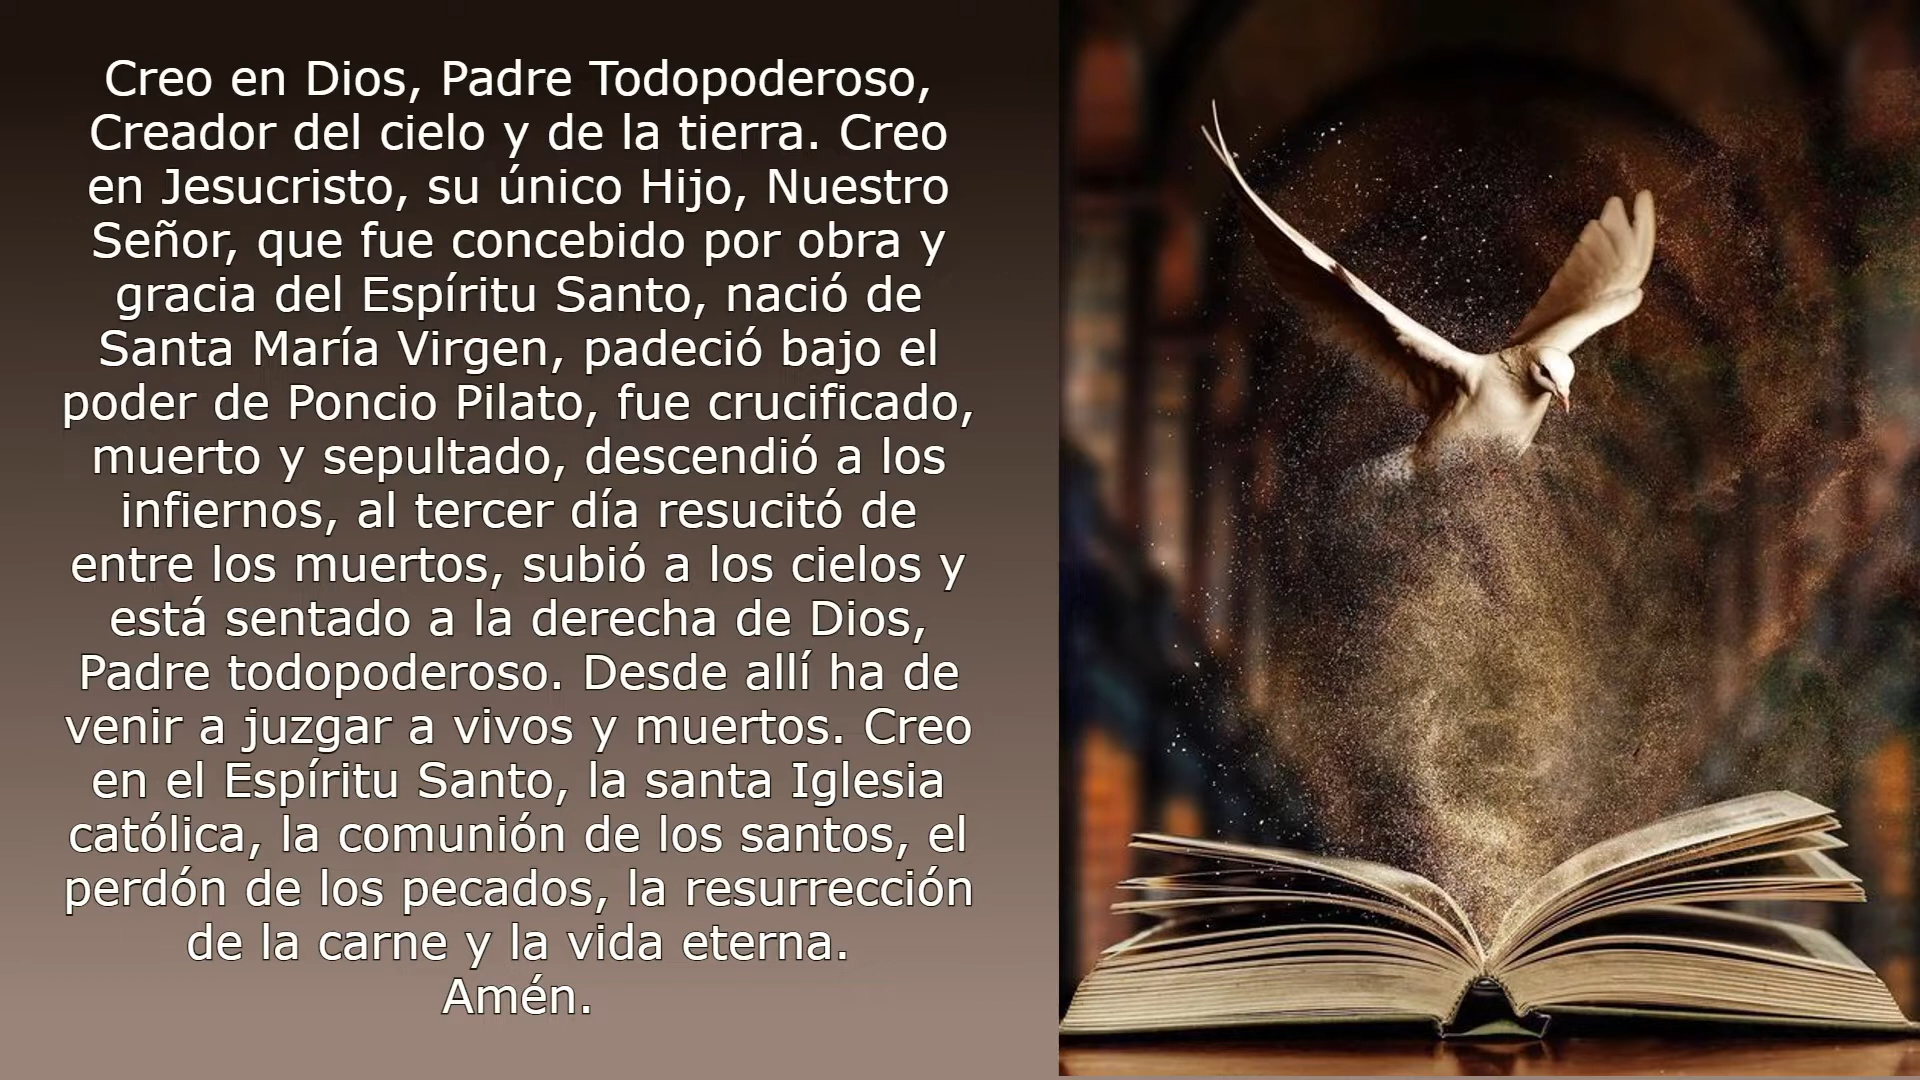 Creo en Dios, Padre Todopoderoso,
Creador del cielo y de la tierra. Creo
en Jesucristo, su único Hijo, Nuestro
Señor, que fue concebido por obra y
gracia del Espíritu Santo, nació de
Santa María Virgen, padeció bajo el
poder de Poncio Pilato, fue crucificado,
muerto y sepultado, descendió a los
infiernos, al tercer día resucitó de
entre los muertos, subió a los cielos y
está sentado a la derecha de Dios,
Padre todopoderoso. Desde allí ha de
venir a juzgar a vivos y muertos. Creo
en el Espíritu Santo, la santa Iglesia
católica, la comunión de los santos, el
perdón de los pecados, la resurrección
de la carne y la vida eterna.
Amén.